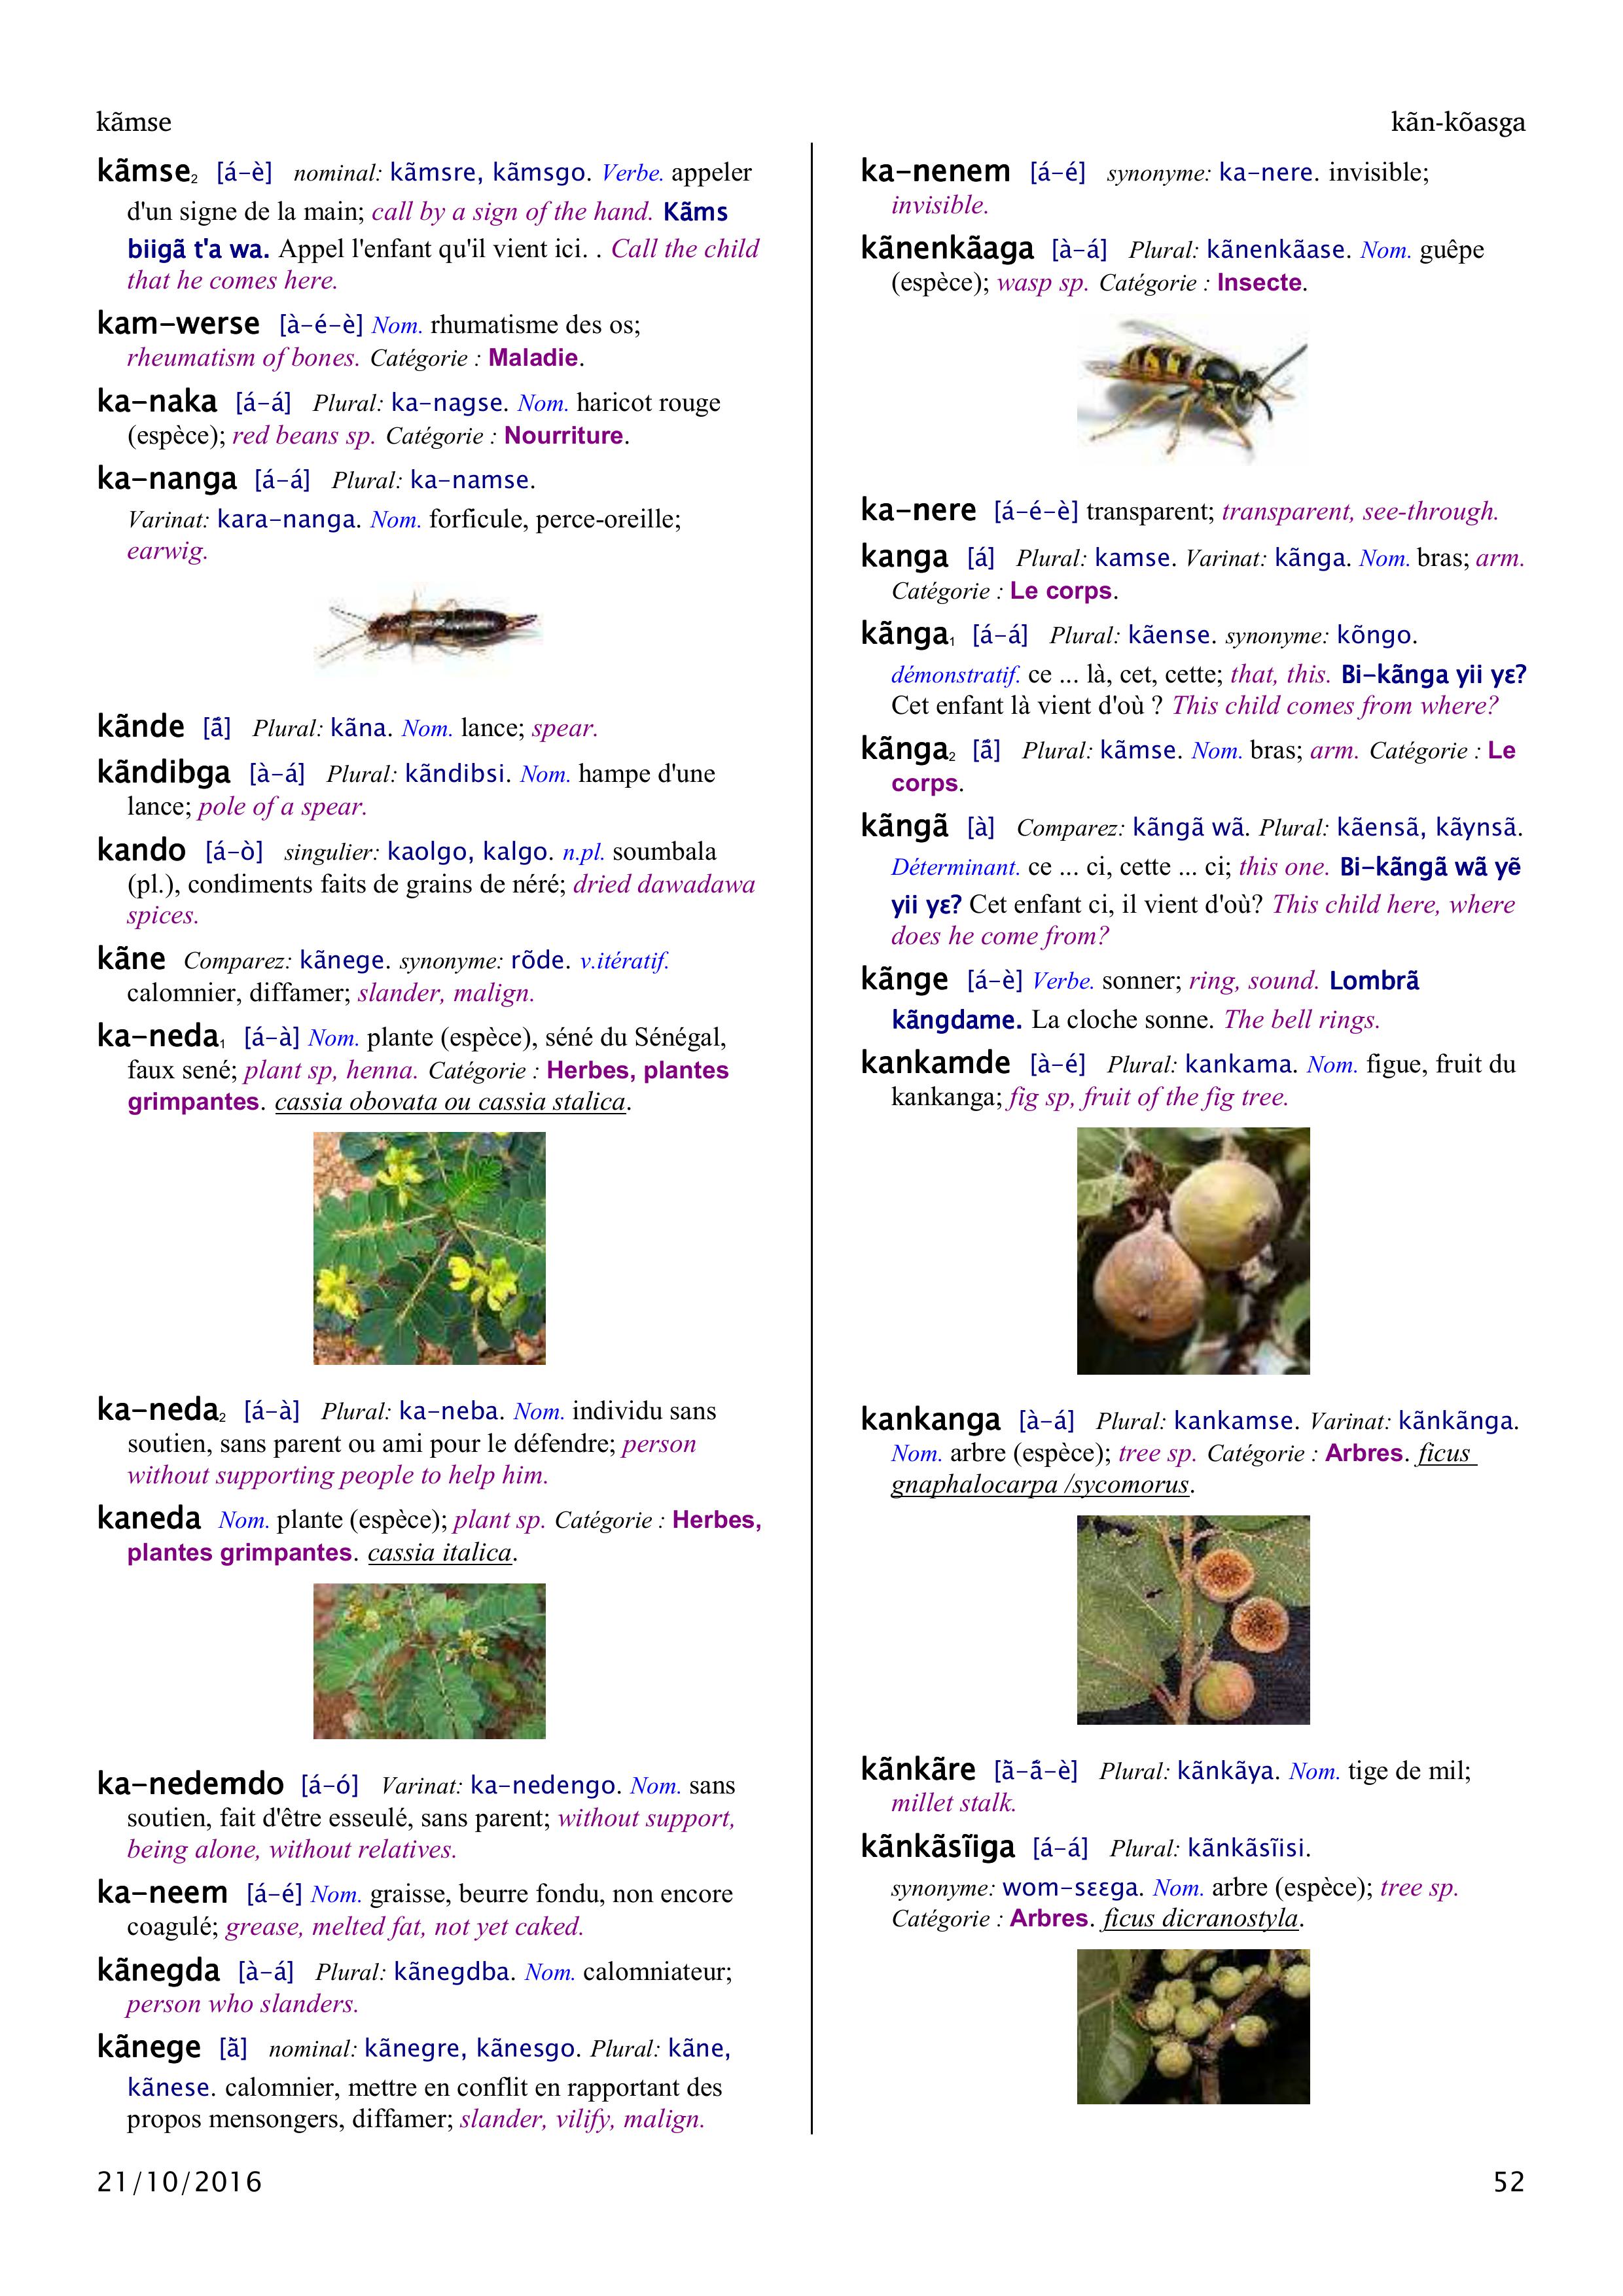 kãmse
kãn-kõasga
kãmse₂ [á-è] nominal: kãmsre, kãmsgo. Verbe. appeler
d'un signe de la main; call by a sign of the hand. Kãms
biigã t'a wa. Appel l'enfant qu'il vient ici. . Call the child
that he comes here.
kam-werse [à-é-è] Nom. rhumatisme des os;
rheumatism of bones. Catégorie : Maladie.
ka-naka [á-á] Plural: ka-nagse. Nom. haricot rouge
(espèce); red beans sp. Catégorie : Nourriture.
ka-nanga [á-á] Plural: ka-namse.
Varinat: kara-nanga. Nom. forficule, perce-oreille;
earwig.
kãnde [ã́] Plural: kãna. Nom. lance; spear.
kãndibga [à-á] Plural: kãndibsi. Nom. hampe d'une
lance; pole of a spear.
kando [á-ò] singulier: kaolgo, kalgo. n.pl. soumbala
(pl.), condiments faits de grains de néré; dried dawadawa
spices.
kãne Comparez: kãnege. synonyme: rõde. v.itératif.
calomnier, diffamer; slander, malign.
ka-neda₁ [á-à] Nom. plante (espèce), séné du Sénégal,
faux sené; plant sp, henna. Catégorie : Herbes, plantes
grimpantes. cassia obovata ou cassia stalica.
ka-neda₂ [á-à] Plural: ka-neba. Nom. individu sans
soutien, sans parent ou ami pour le défendre; person
without supporting people to help him.
kaneda Nom. plante (espèce); plant sp. Catégorie : Herbes,
plantes grimpantes. cassia italica.
ka-nedemdo [á-ó] Varinat: ka-nedengo. Nom. sans
soutien, fait d'être esseulé, sans parent; without support,
being alone, without relatives.
ka-neem [á-é] Nom. graisse, beurre fondu, non encore
coagulé; grease, melted fat, not yet caked.
kãnegda [à-á] Plural: kãnegdba. Nom. calomniateur;
person who slanders.
kãnege [ã̀] nominal: kãnegre, kãnesgo. Plural: kãne,
kãnese. calomnier, mettre en conflit en rapportant des
propos mensongers, diffamer; slander, vilify, malign.
ka-nenem [á-é] synonyme: ka-nere. invisible;
invisible.
kãnenkãaga [à-á] Plural: kãnenkãase. Nom. guêpe
(espèce); wasp sp. Catégorie : Insecte.
ka-nere [á-é-è] transparent; transparent, see-through.
kanga [á] Plural: kamse. Varinat: kãnga. Nom. bras; arm.
Catégorie : Le corps.
kãnga₁ [á-á] Plural: kãense. synonyme: kõngo.
démonstratif. ce ... là, cet, cette; that, this. Bi-kãnga yii yɛ?
Cet enfant là vient d'où ? This child comes from where?
kãnga₂ [ã́] Plural: kãmse. Nom. bras; arm. Catégorie : Le
corps.
kãngã [à] Comparez: kãngã wã. Plural: kãensã, kãynsã.
Déterminant. ce ... ci, cette ... ci; this one. Bi-kãngã wã yẽ
yii yɛ? Cet enfant ci, il vient d'où? This child here, where
does he come from?
kãnge [á-è] Verbe. sonner; ring, sound. Lombrã
kãngdame. La cloche sonne. The bell rings.
kankamde [à-é] Plural: kankama. Nom. figue, fruit du
kankanga; fig sp, fruit of the fig tree.
kankanga [à-á] Plural: kankamse. Varinat: kãnkãnga.
Nom. arbre (espèce); tree sp. Catégorie : Arbres. ficus
gnaphalocarpa /sycomorus.
kãnkãre [ã̀-ã́-è] Plural: kãnkãya. Nom. tige de mil;
millet stalk.
kãnkãsĩiga [á-á] Plural: kãnkãsĩisi.
synonyme: wom-sɛɛga. Nom. arbre (espèce); tree sp.
Catégorie : Arbres. ficus dicranostyla.
21/10/2016
52